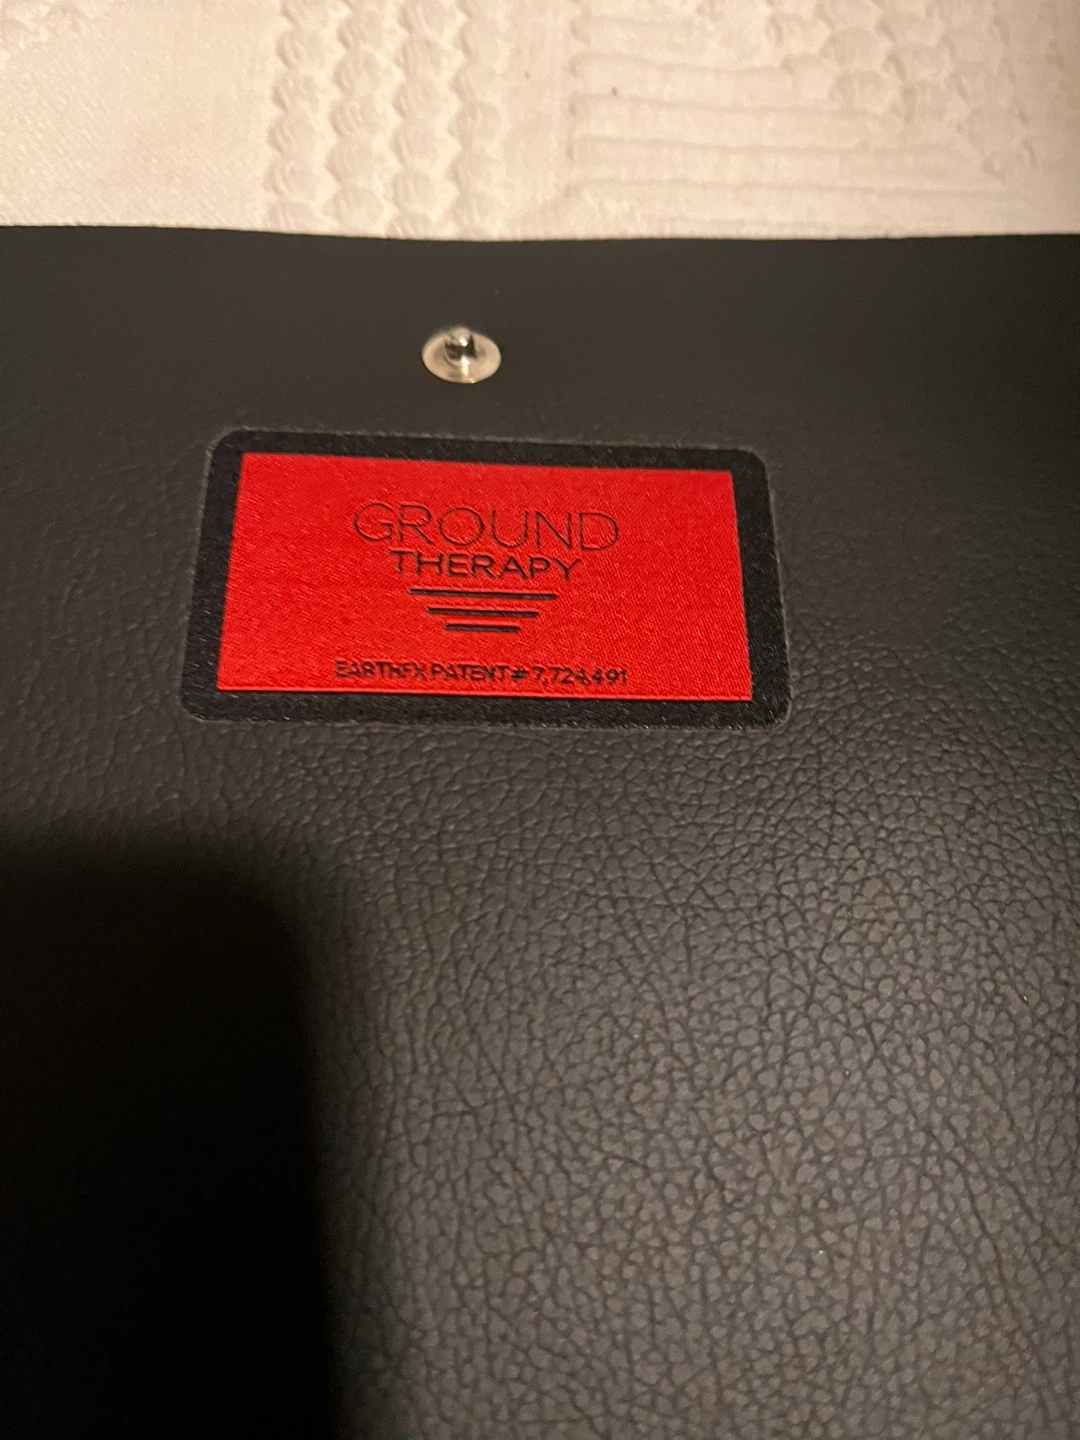 GROUND
THERAPY
EARTHFX PATENT # 7,724,491